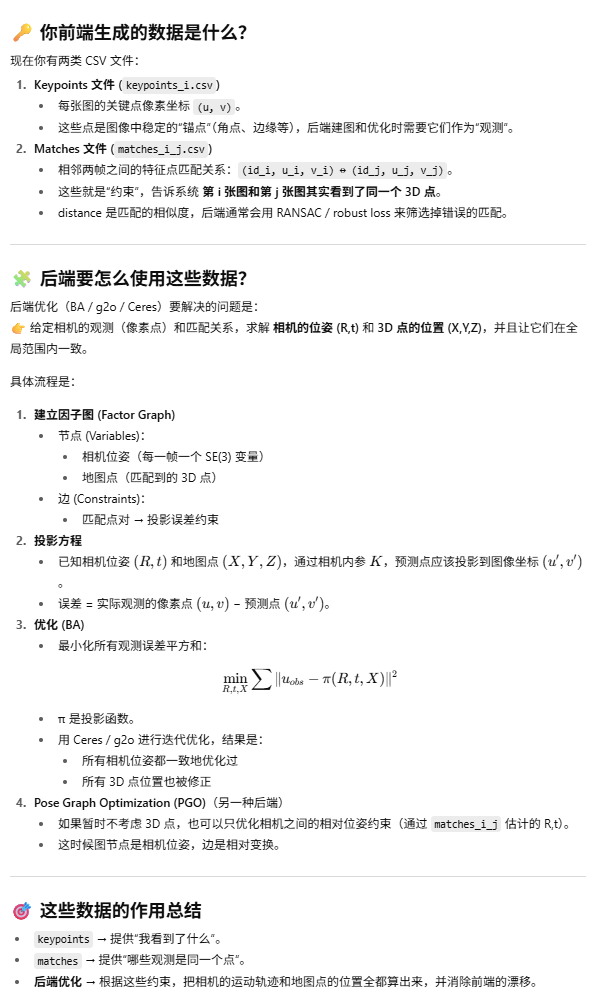 🔑 你前端生成的数据是什么？
现在你有两类 CSV 文件：
1. Keypoints 文件 ( keypoints_i.csv )
• 每张图的关键点像素坐标 (u, v) 。
• 这些点是图像中稳定的“锚点”（角点、边缘等），后端建图和优化时需要它们作为“观测”。
2. Matches 文件 ( matches_i_j.csv )
• 相邻两帧之间的特征点匹配关系： (id_i, u_i, v_i) ↔ (id_j, u_j, v_j) 。
• 这些就是“约束”，告诉系统 第 i 张图和第 j 张图其实看到了同一个 3D 点。
• distance 是匹配的相似度，后端通常会用 RANSAC / robust loss 来筛选掉错误的匹配。
🧩 后端要怎么使用这些数据？
后端优化（BA / g2o / Ceres）要解决的问题是：
👉 给定相机的观测（像素点）和匹配关系，求解 相机的位姿 (R,t) 和 3D 点的位置 (X,Y,Z)，并且让它们在全
局范围内一致。
具体流程是：
1. 建立因子图 (Factor Graph)
• 节点 (Variables)：
• 相机位姿（每一帧一个 SE(3) 变量）
• 地图点（匹配到的 3D 点）
• 边 (Constraints)：
• 匹配点对 → 投影误差约束
2. 投影方程
• 已知相机位姿 (R, t) 和地图点 (X, Y, Z)，通过相机内参 K，预测点应该投影到图像坐标 (u′, v′)
。
• 误差 = 实际观测的像素点 (u, v) − 预测点 (u′, v′)。
3. 优化 (BA)
• 最小化所有观测误差平方和：
min_{R,t,X} ∑ ‖u_{obs} − π(R, t, X)‖²
• π 是投影函数。
• 用 Ceres / g2o 进行迭代优化，结果是：
• 所有相机位姿都一致地优化过
• 所有 3D 点位置也被修正
4. Pose Graph Optimization (PGO)（另一种后端）
• 如果暂时不考虑 3D 点，也可以只优化相机之间的相对位姿约束（通过 matches_i_j 估计的 R,t）。
• 这时候图节点是相机位姿，边是相对变换。
🎯 这些数据的作用总结
• keypoints → 提供“我看到了什么”。
• matches → 提供“哪些观测是同一个点”。
• 后端优化 → 根据这些约束，把相机的运动轨迹和地图点的位置全都算出来，并消除前端的漂移。